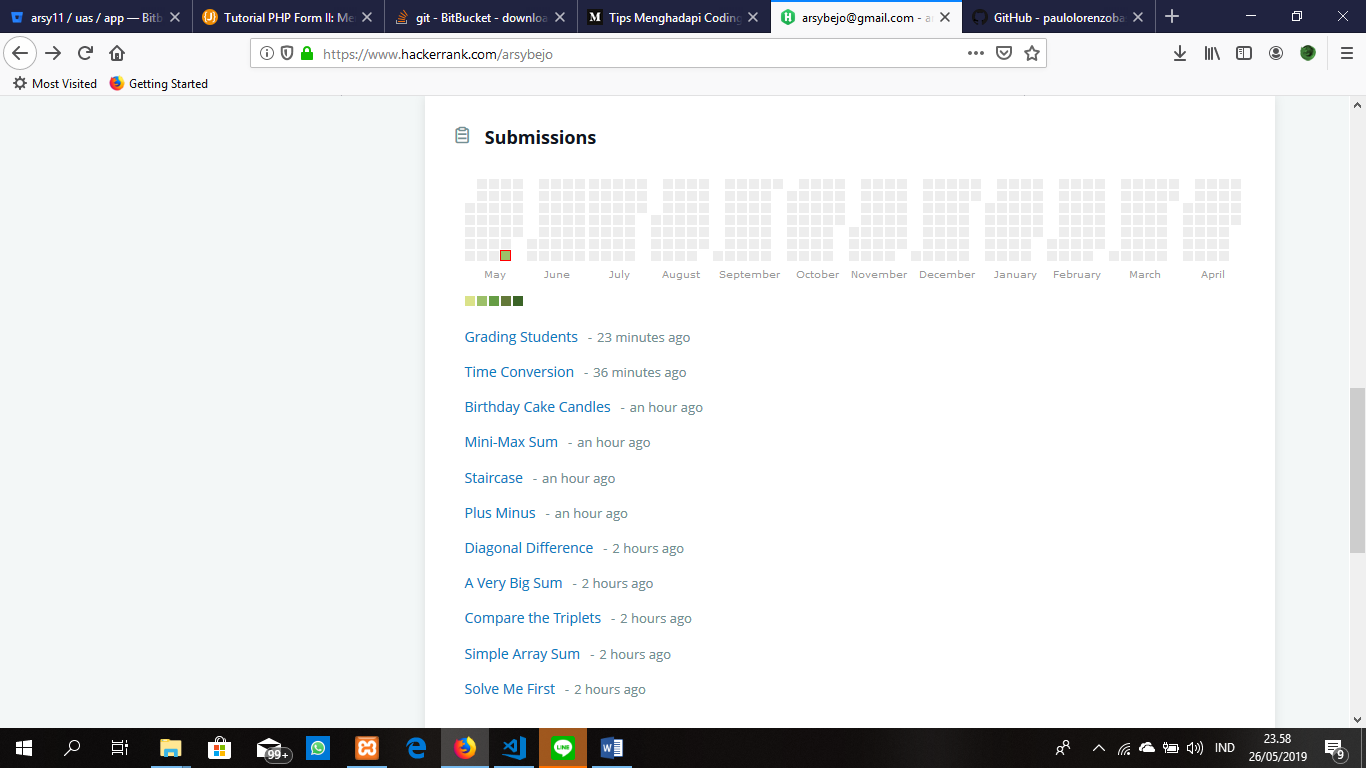 arsy11 / uas / app — Bitb
Tutorial PHP Form II: Me
git - BitBucket - downloa
Tips Menghadapi Coding
arsybejo@gmail.com - a
GitHub - paulolorenzoba
https://www.hackerrank.com/arsybejo
Most Visited
Getting Started
Submissions
May June July August September October November December January February March April
Grading Students - 23 minutes ago
Time Conversion - 36 minutes ago
Birthday Cake Candles - an hour ago
Mini-Max Sum - an hour ago
Staircase - an hour ago
Plus Minus - an hour ago
Diagonal Difference - 2 hours ago
A Very Big Sum - 2 hours ago
Compare the Triplets - 2 hours ago
Simple Array Sum - 2 hours ago
Solve Me First - 2 hours ago
99+
LINE
IND
23.58
26/05/2019
9